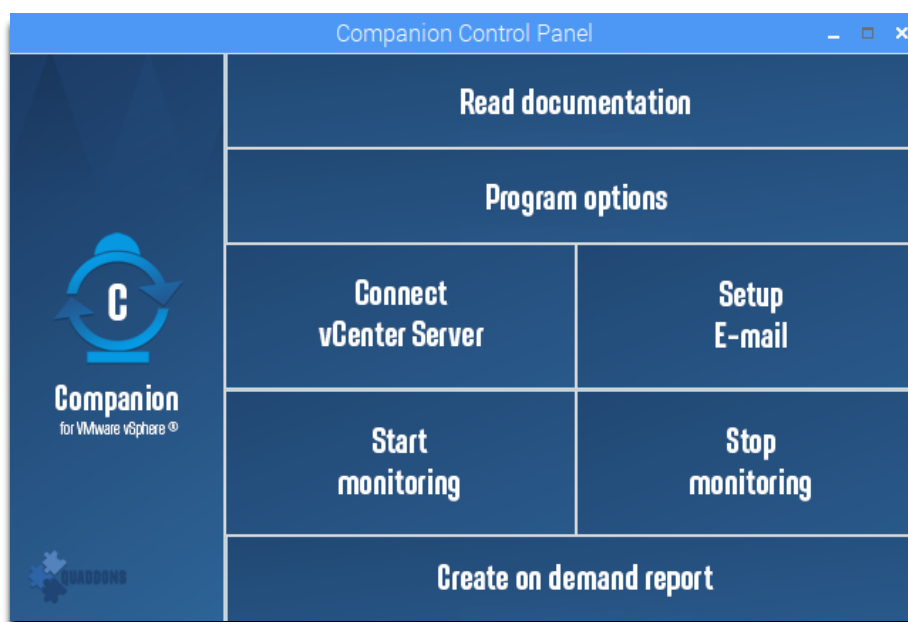 Companion Control Panel
Read documentation
Program options
Connect
vCenter Server
Setup
E-mail
Start
monitoring
Stop
monitoring
Create on demand report
C
Companion
for VMware vSphere ®
QUADDONS